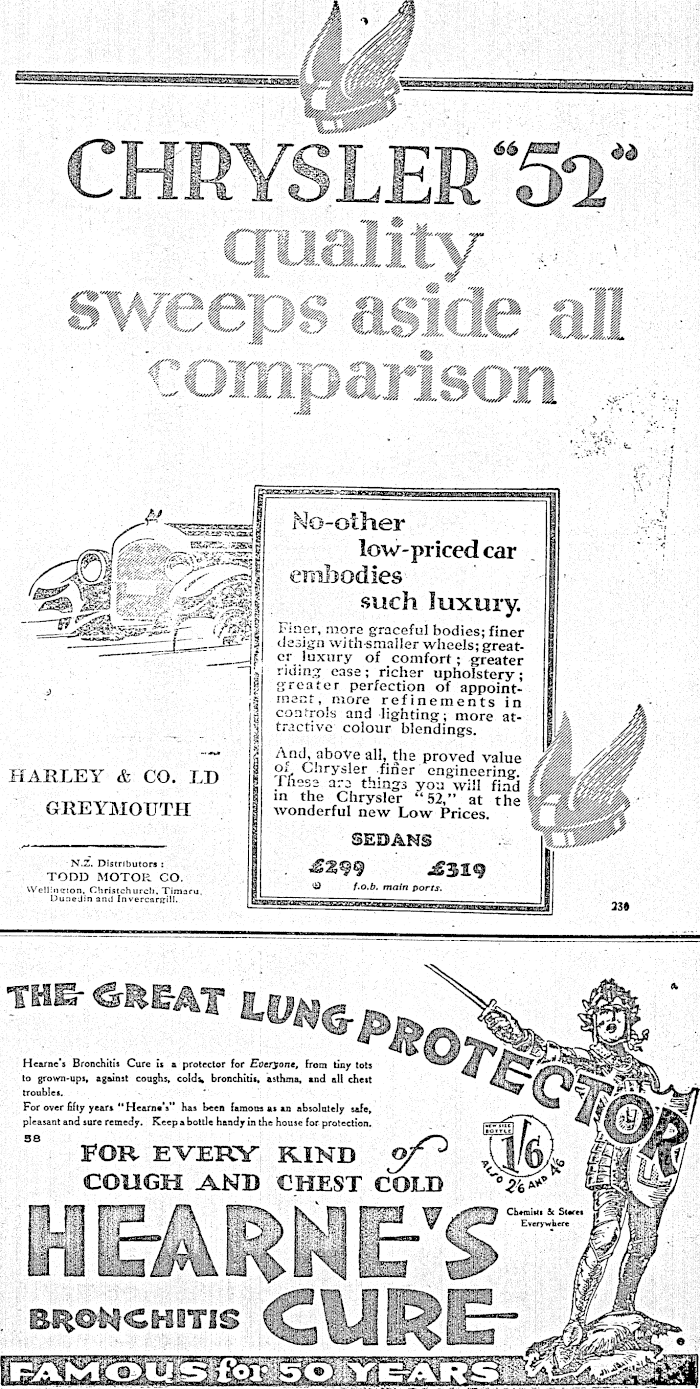 CHRYSLER "52"
quality
sweeps aside all
comparison
No-other
low-priced car
embodies
such luxury.
Finer, more graceful bodies; finer
design with smaller wheels; great-
er luxury of comfort; greater
riding ease; richer upholstery;
greater perfection of appoint-
ment, more refinements in
controls and lighting; more at-
tractive colour blendings.
And, above all, the proved value
of Chrysler finer engineering.
These are things you will find
in the Chrysler "52," at the
wonderful new Low Prices.
SEDANS
£299 £319
f.o.b. main ports.
HARLEY & CO. LD
GREYMOUTH
N.Z. Distributors:
TODD MOTOR CO.
Wellington, Christchurch, Timaru,
Dunedin and Invercargill.
230
THE GREAT LUNG PROTECTOR
Hearne's Bronchitis Cure is a protector for Everyone, from tiny tots
to grown-ups, against coughs, colds, bronchitis, asthma, and all chest
troubles.
For over fifty years "Hearne's" has been famous as an absolutely safe,
pleasant and sure remedy. Keep a bottle handy in the house for protection.
58
FOR EVERY KIND of
COUGH AND CHEST COLD
NEW SIZE
BOTTLE
1/6
ALSO 2/6 AND 4/6
Chemists & Stores
Everywhere
HEARNE'S
BRONCHITIS CURE
FAMOUS for 50 YEARS